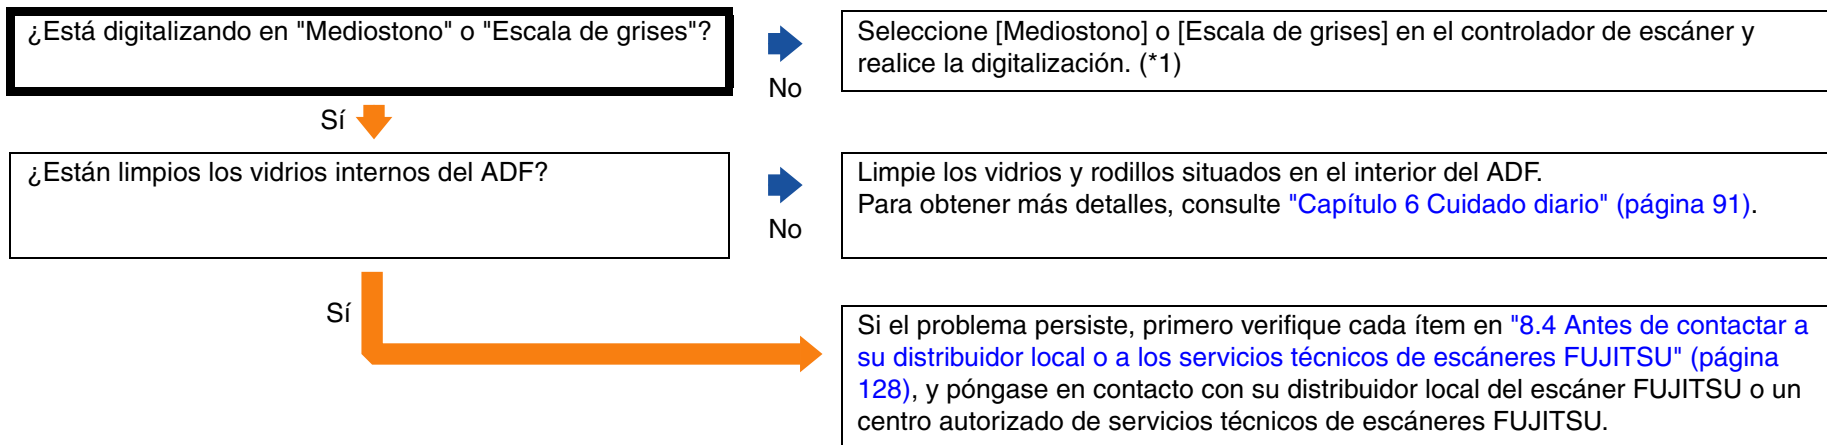 ¿Está digitalizando en "Mediostono" o "Escala de grises"?
No
Seleccione [Mediostono] o [Escala de grises] en el controlador de escáner y
realice la digitalización. (*1)
Sí
¿Están limpios los vidrios internos del ADF?
No
Limpie los vidrios y rodillos situados en el interior del ADF.
Para obtener más detalles, consulte "Capítulo 6 Cuidado diario" (página 91).
Sí
Si el problema persiste, primero verifique cada ítem en "8.4 Antes de contactar a
su distribuidor local o a los servicios técnicos de escáneres FUJITSU" (página
128), y póngase en contacto con su distribuidor local del escáner FUJITSU o un
centro autorizado de servicios técnicos de escáneres FUJITSU.